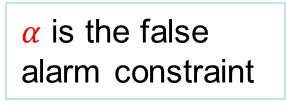 α is the false
alarm constraint